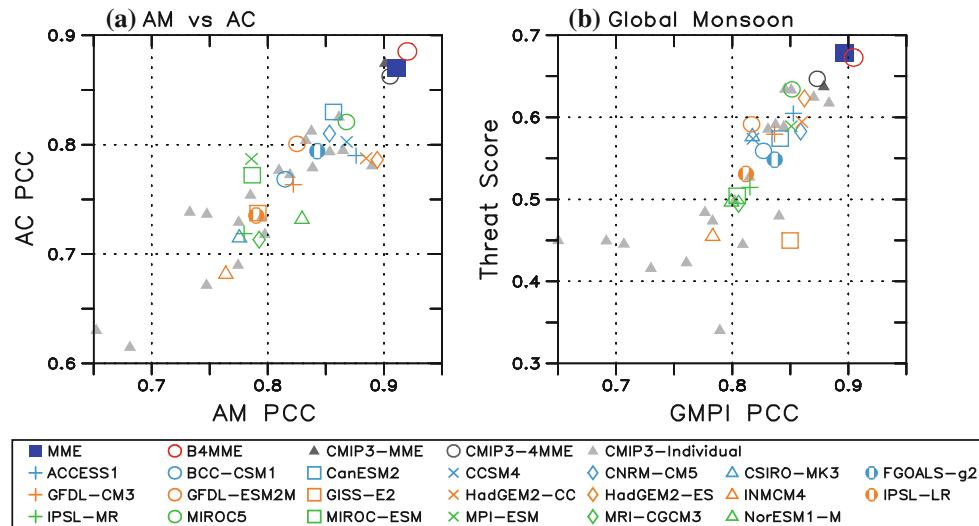 (a) AM vs AC
(b) Global Monsoon
0.9
0.8
0.7
0.6
AC PCC
0.7
0.8
0.9
AM PCC
0.7
0.6
0.5
0.4
0.3
Threat Score
0.7
0.8
0.9
GMPI PCC
MME B4MME CMIP3-MME CMIP3-4MME CMIP3-Individual
ACCESS1 BCC-CSM1 CanESM2 CCSM4 CNRM-CM5 CSIRO-MK3 FGOALS-g2
GFDL-CM3 GFDL-ESM2M GISS-E2 HadGEM2-CC HadGEM2-ES INMCM4 IPSL-LR
IPSL-MR MIROC5 MIROC-ESM MPI-ESM MRI-CGCM3 NorESM1-M